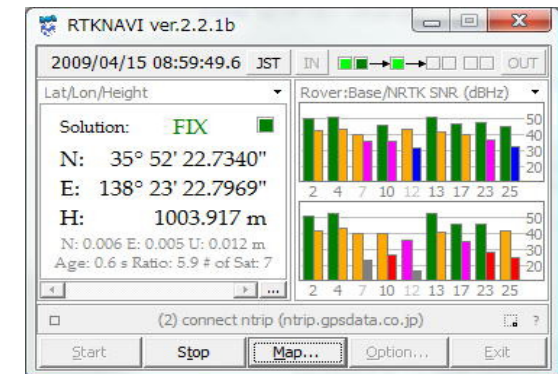 RTKNAVI ver.2.2.1b
2009/04/15 08:59:49.6 JST IN OUT
Lat/Lon/Height
Rover:Base/NRTK SNR (dBHz)
Solution: FIX
N: 35° 52' 22.7340"
E: 138° 23' 22.7969"
H: 1003.917 m
N: 0.006 E: 0.005 U: 0.012 m
Age: 0.6 s Ratio: 5.9 # of Sat: 7
...
50
40
30
20
2 4 7 10 12 13 17 23 25
50
40
30
20
2 4 7 10 12 13 17 23 25
(2) connect ntrip (ntrip.gpsdata.co.jp) ?
Start Stop Map... Option... Exit